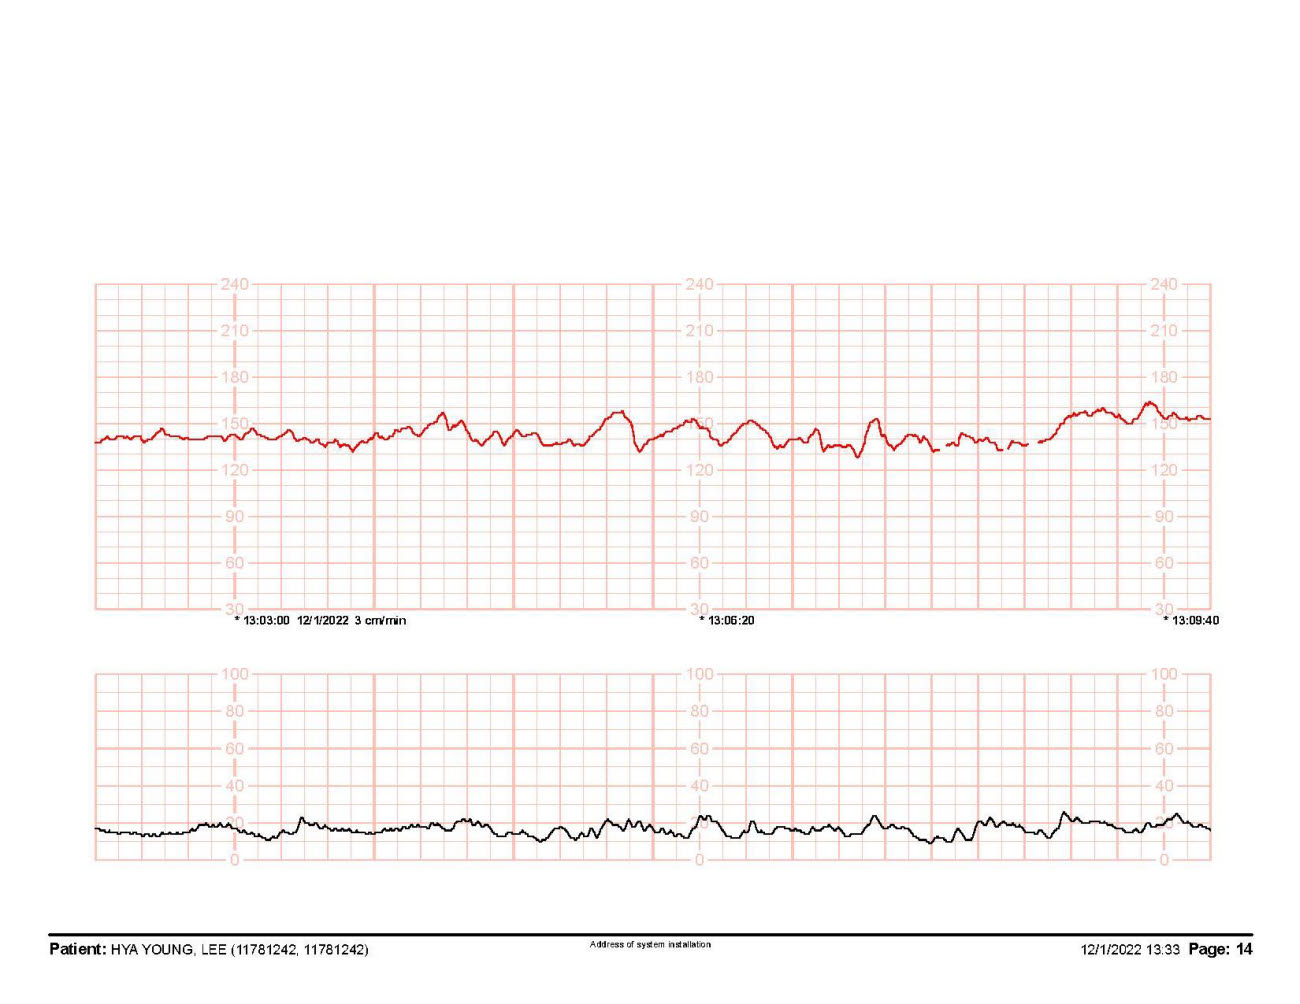 240 240 240
210 210 210
180 180 180
150 150 150
120 120 120
90 90 90
60 60 60
30 30 30
* 13:03:00 12/1/2022 3 cm/min * 13:06:20 * 13:09:40
100 100 100
80 80 80
60 60 60
40 40 40
20 20 20
0 0 0
Patient: HYA YOUNG, LEE (11781242, 11781242) Address of system installation 12/1/2022 13:33 Page: 14